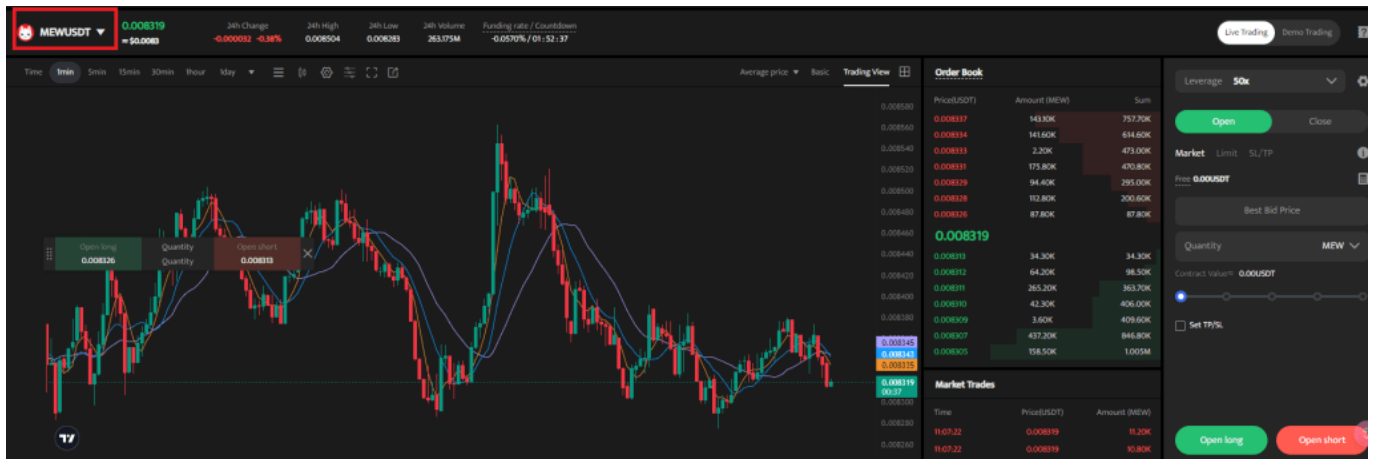 MEWUSDT ▼
0.008319
≈ $0.0083
24h Change
-0.000032 -0.38%
24h High
0.008504
24h Low
0.008283
24h Volume
263.175M
Funding rate / Countdown
-0.0570% / 01 : 52 : 37
Live Trading Demo Trading
Time 1min 5min 15min 30min 1hour 1day ▼
Average price ▼ Basic Trading View
0.008580
0.008560
0.008540
0.008520
0.008500
0.008480
0.008460
0.008440
0.008420
0.008400
0.008380
0.008345
0.008343
0.008335
0.008319
00:37
0.008300
0.008280
0.008260
Open long Quantity Open short
0.008326 Quantity 0.008313
Order Book
Price(USDT) Amount (MEW) Sum
0.008337 143.10K 757.70K
0.008334 141.60K 614.60K
0.008333 2.20K 473.00K
0.008331 175.80K 470.80K
0.008329 94.40K 295.00K
0.008328 112.80K 200.60K
0.008326 87.80K 87.80K
0.008319
0.008313 34.30K 34.30K
0.008312 64.20K 98.50K
0.008311 265.20K 363.70K
0.008310 42.30K 406.00K
0.008309 3.60K 409.60K
0.008307 437.20K 846.80K
0.008305 158.50K 1.005M
Market Trades
Time Price(USDT) Amount (MEW)
11:07:22 0.008319 11.20K
11:07:22 0.008319 10.80K
Leverage 50x
Open Close
Market Limit SL/TP
Free 0.00USDT
Best Bid Price
Quantity MEW
Contract Value≈ 0.00USDT
Set TP/SL
Open long Open short